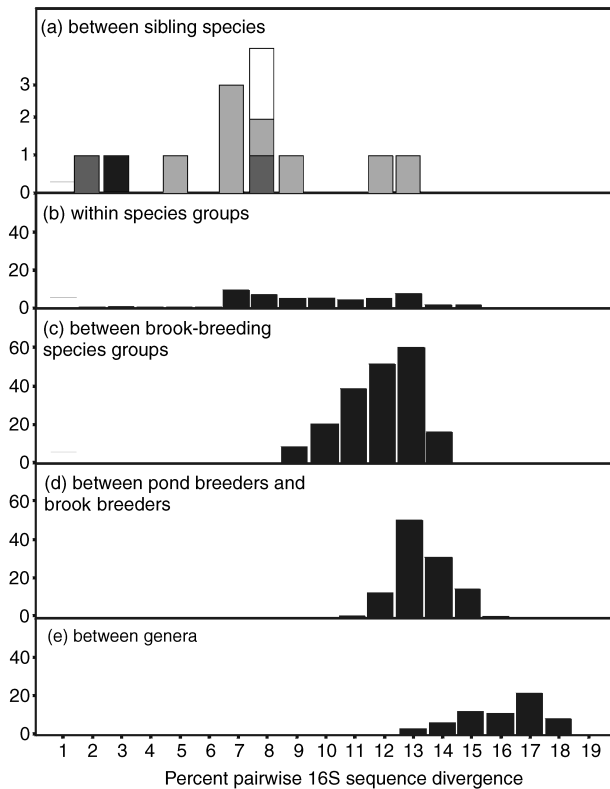 (a) between sibling species
3
2
1
0
(b) within species groups
40
20
0
(c) between brook-breeding
species groups
60
40
20
0
(d) between pond breeders and
brook breeders
60
40
20
0
(e) between genera
40
20
0
1 2 3 4 5 6 7 8 9 10 11 12 13 14 15 16 17 18 19
Percent pairwise 16S sequence divergence